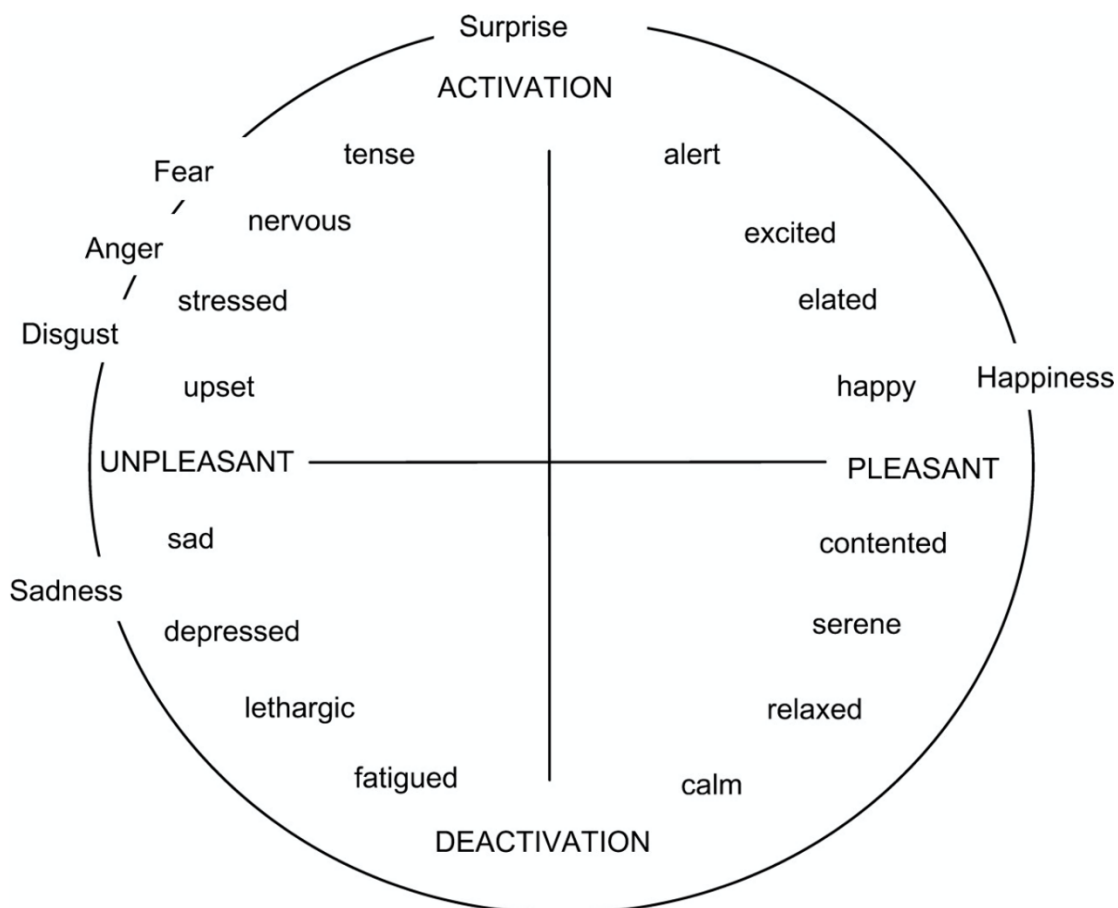 Surprise
ACTIVATION
tense
alert
Fear
nervous
excited
Anger
stressed
elated
Disgust
upset
happy
Happiness
UNPLEASANT
PLEASANT
sad
contented
Sadness
depressed
serene
lethargic
relaxed
fatigued
calm
DEACTIVATION